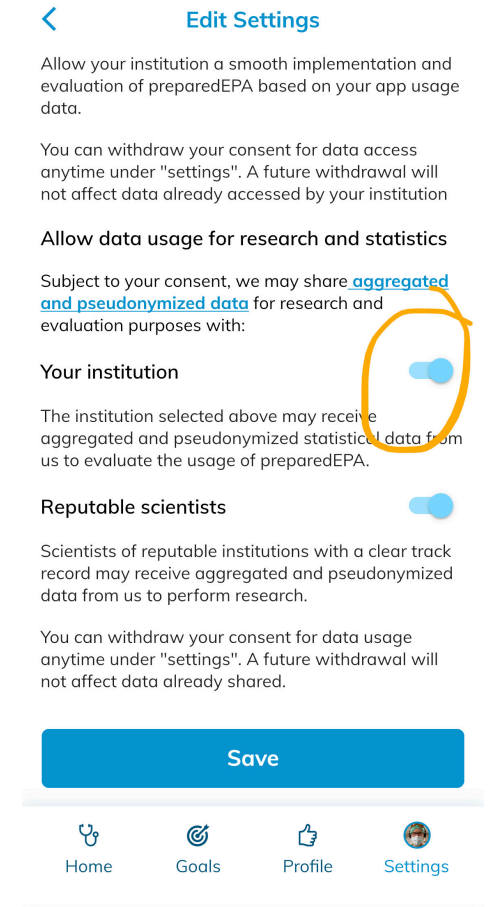 Edit Settings
Allow your institution a smooth implementation and
evaluation of preparedEPA based on your app usage
data.
You can withdraw your consent for data access
anytime under "settings". A future withdrawal will
not affect data already accessed by your institution
Allow data usage for research and statistics
Subject to your consent, we may share aggregated
and pseudonymized data for research and
evaluation purposes with:
Your institution
The institution selected above may receive
aggregated and pseudonymized statistical data from
us to evaluate the usage of preparedEPA.
Reputable scientists
Scientists of reputable institutions with a clear track
record may receive aggregated and pseudonymized
data from us to perform research.
You can withdraw your consent for data usage
anytime under "settings". A future withdrawal will
not affect data already shared.
Save
Home Goals Profile Settings